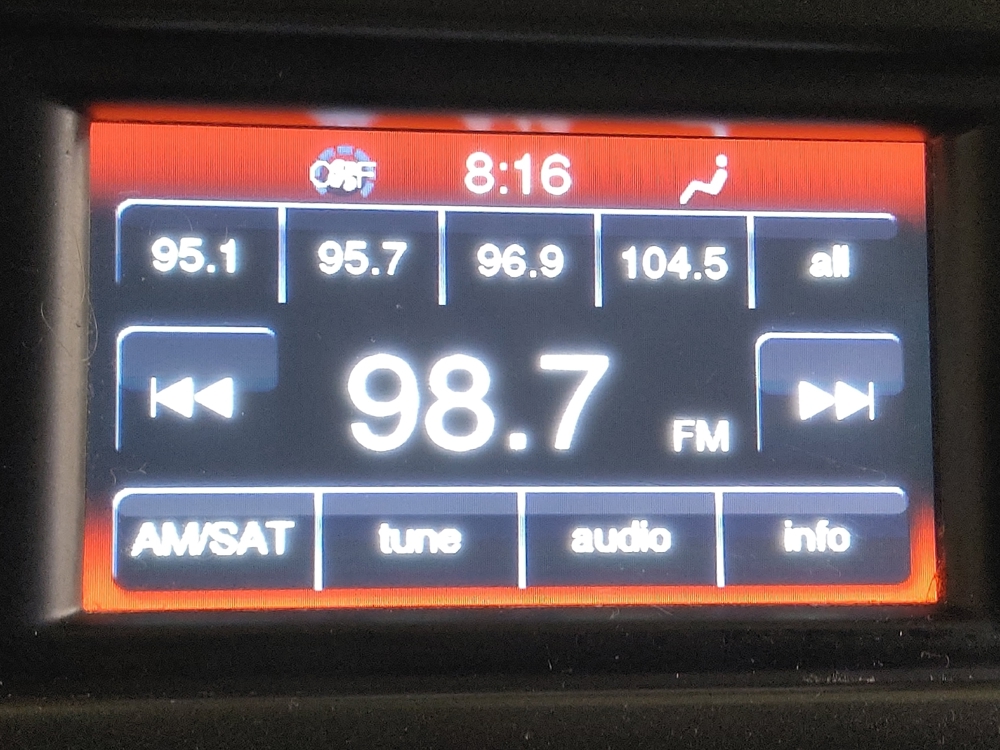 OFF 8:16
95.1 95.7 96.9 104.5 all
98.7 FM
AM/SAT tune audio info